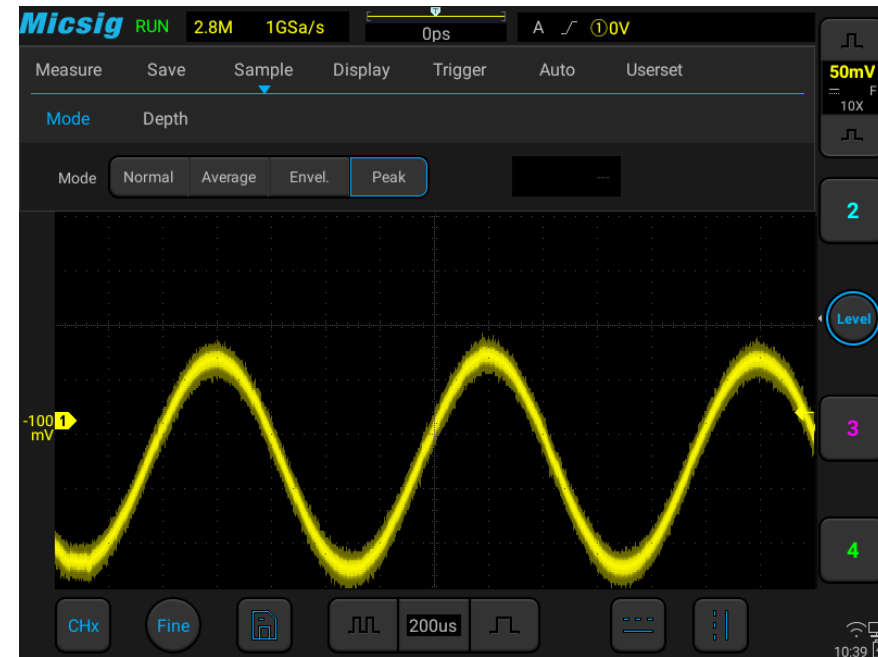 Micsig RUN 2.8M 1GSa/s 0ps A ①0V
Measure Save Sample Display Trigger Auto Userset
50mV
F
10X
Mode Depth
Mode Normal Average Envel. Peak ---
2
Level
-100 1
mV
3
4
CHx Fine 200us
10:39